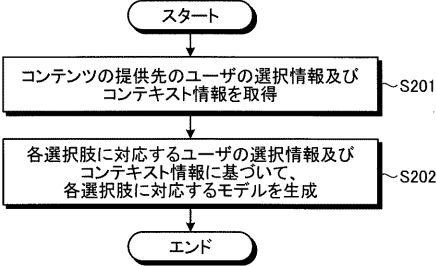 スタート
コンテンツの提供先のユーザの選択情報及び
コンテキスト情報を取得
S201
各選択肢に対応するユーザの選択情報及び
コンテキスト情報に基づいて、
各選択肢に対応するモデルを生成
S202
エンド